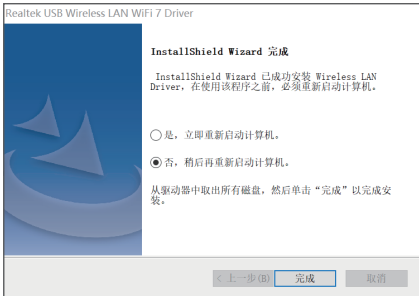 Realtek USB Wireless LAN WiFi 7 Driver
InstallShield Wizard 完成
InstallShield Wizard 已成功安装 Wireless LAN
Driver，在使用该程序之前，必须重新启动计算机。
是，立即重新启动计算机。
否，稍后再重新启动计算机。
从驱动器中取出所有磁盘，然后单击“完成”以完成安
装。
< 上一步(B) 完成 取消